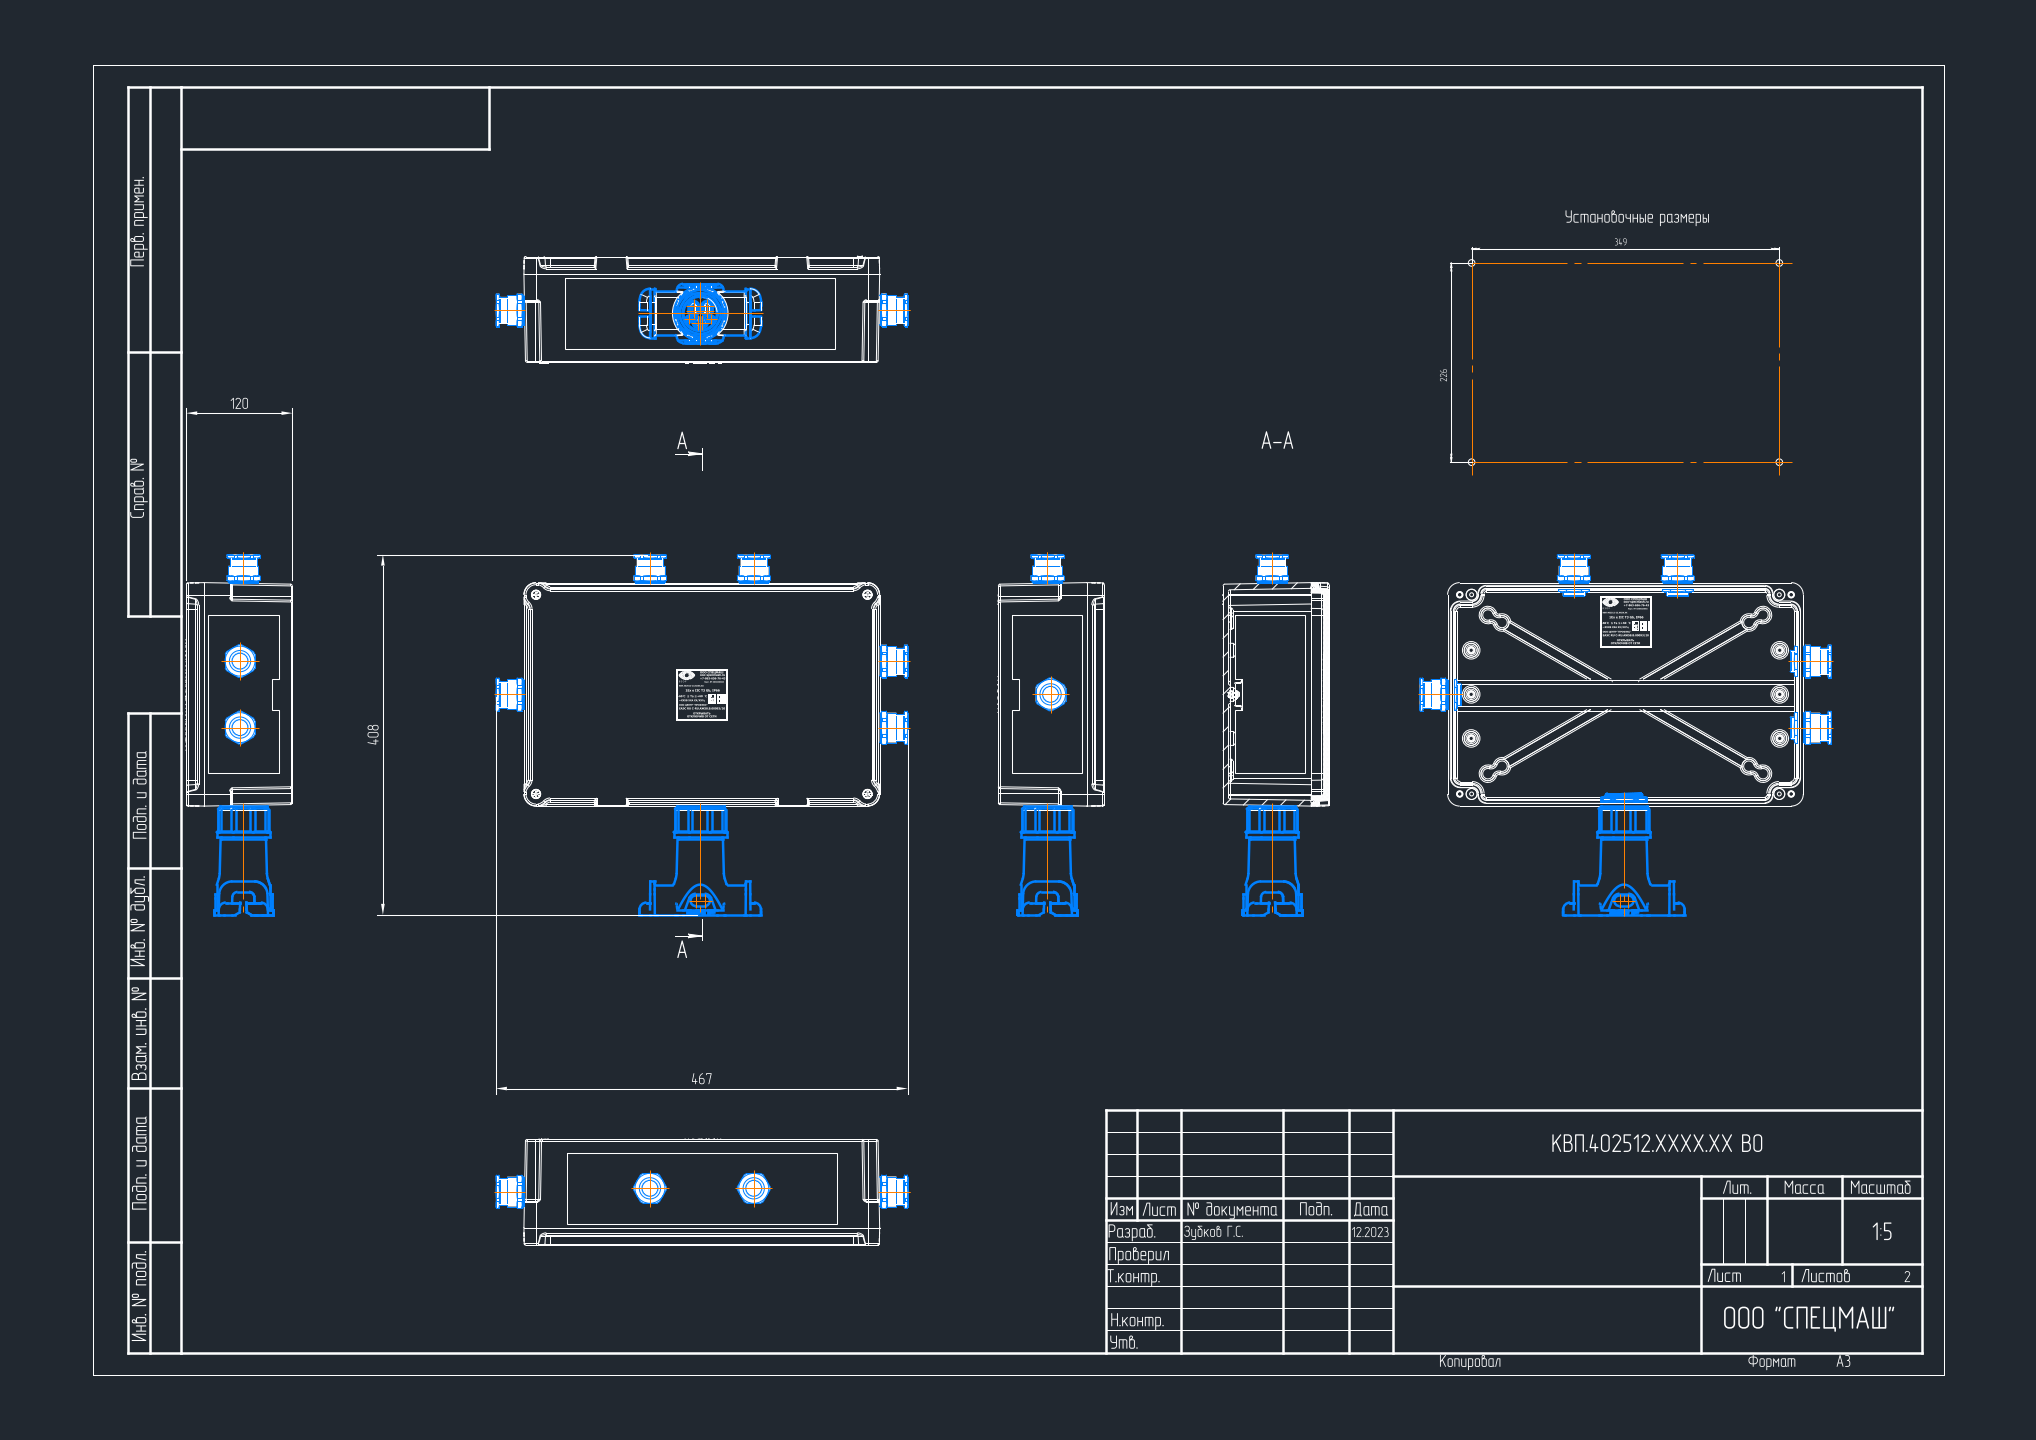 Перв. примен.
Справ. №
Подп. и дата
Инв. № дубл.
Взам. инв. №
Подп. и дата
Инв. № подл.
Установочные размеры
349
226
120
А
А-А
408
А
467
КВП.402512.XXXX.XX ВО
Лит. Масса Масштаб
1:5
Изм Лист № документа Подп. Дата
Разраб. Зубков Г.С. 12.2023
Проверил
Т.контр.
Лист 1 Листов 2
Н.контр.
Утв.
ООО "СПЕЦМАШ"
Копировал Формат А3